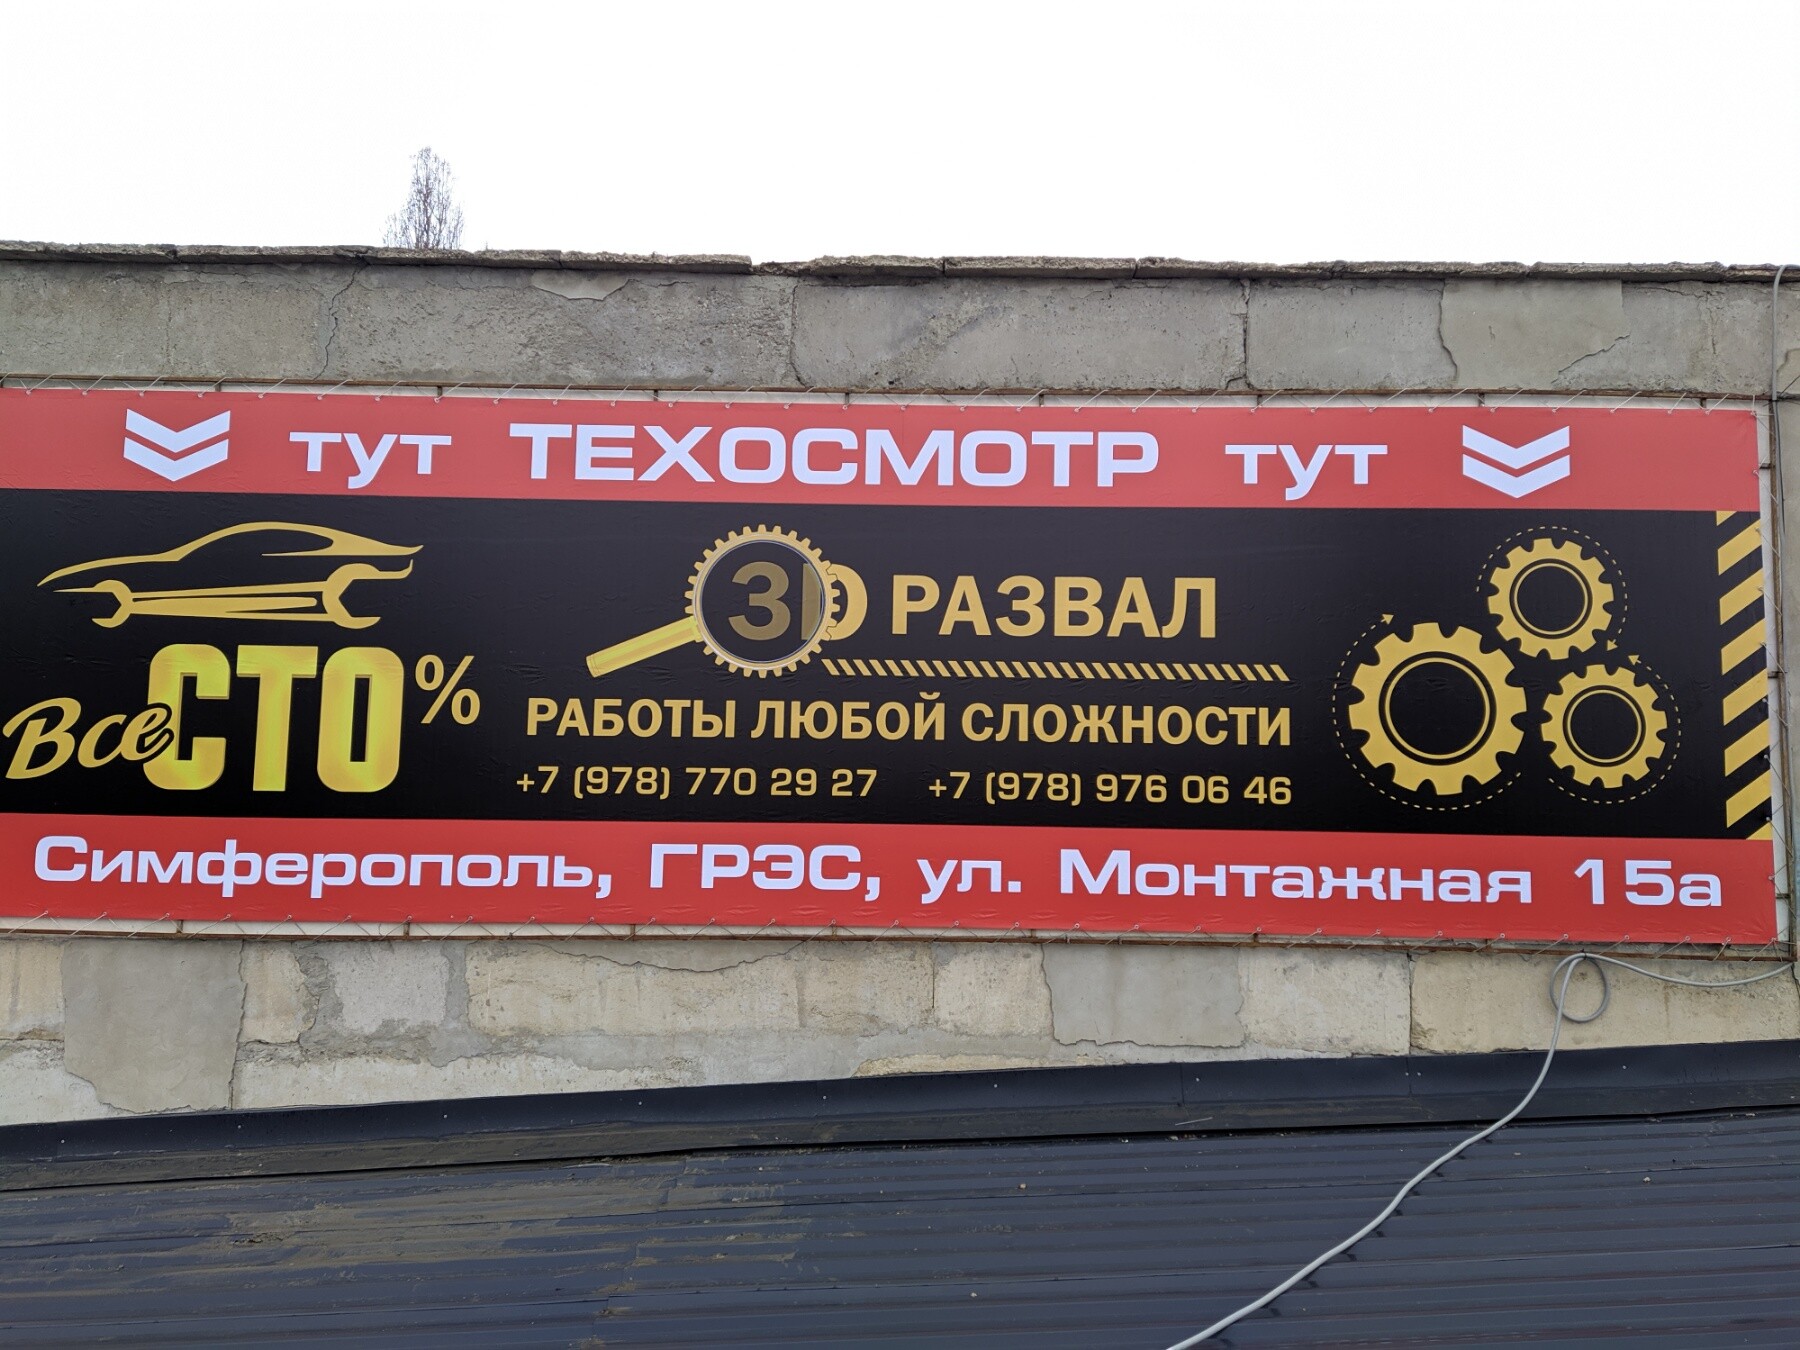 тут ТЕХОСМОТР тут
ВсеСТО%
3D РАЗВАЛ
РАБОТЫ ЛЮБОЙ СЛОЖНОСТИ
+7 (978) 770 29 27 +7 (978) 976 06 46
Симферополь, ГРЭС, ул. Монтажная 15а